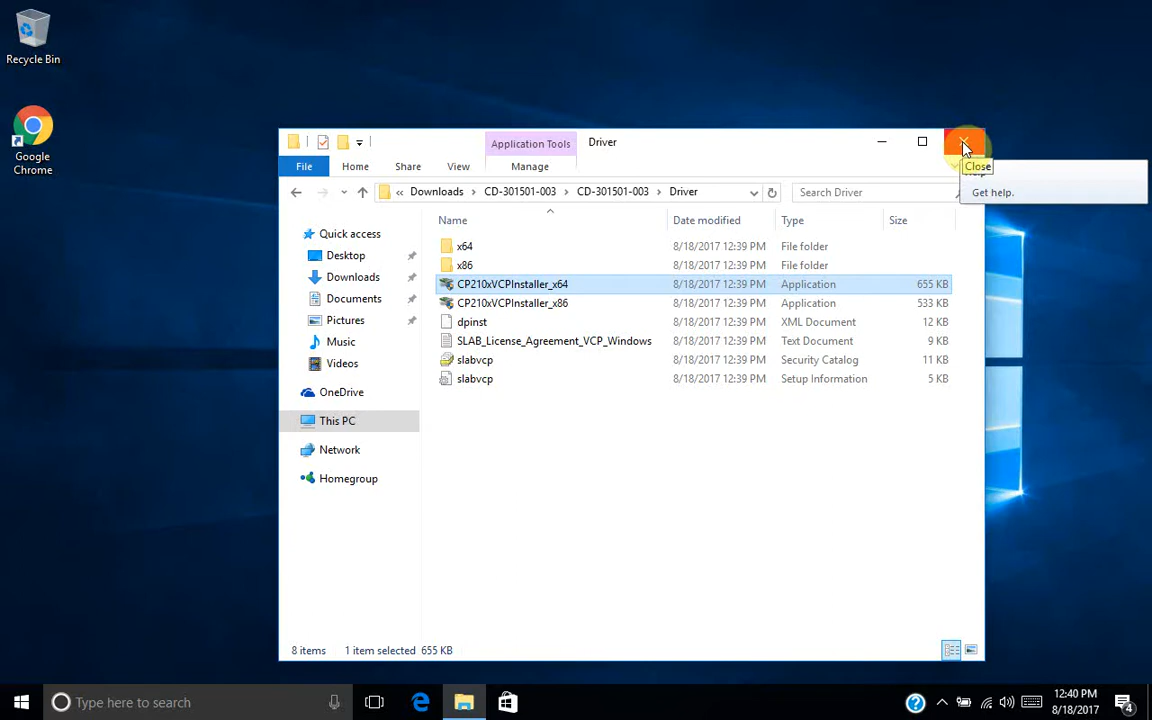 Recycle Bin
Google
Chrome
Application Tools
Driver
File
Home
Share
View
Manage
Close
Get help.
« Downloads > CD-301501-003 > CD-301501-003 > Driver
Search Driver
Name
Date modified
Type
Size
Quick access
Desktop
Downloads
Documents
Pictures
Music
Videos
OneDrive
This PC
Network
Homegroup
x64 8/18/2017 12:39 PM File folder
x86 8/18/2017 12:39 PM File folder
CP210xVCPInstaller_x64 8/18/2017 12:39 PM Application 655 KB
CP210xVCPInstaller_x86 8/18/2017 12:39 PM Application 533 KB
dpinst 8/18/2017 12:39 PM XML Document 12 KB
SLAB_License_Agreement_VCP_Windows 8/18/2017 12:39 PM Text Document 9 KB
slabvcp 8/18/2017 12:39 PM Security Catalog 11 KB
slabvcp 8/18/2017 12:39 PM Setup Information 5 KB
8 items 1 item selected 655 KB
Type here to search
12:40 PM
8/18/2017
4